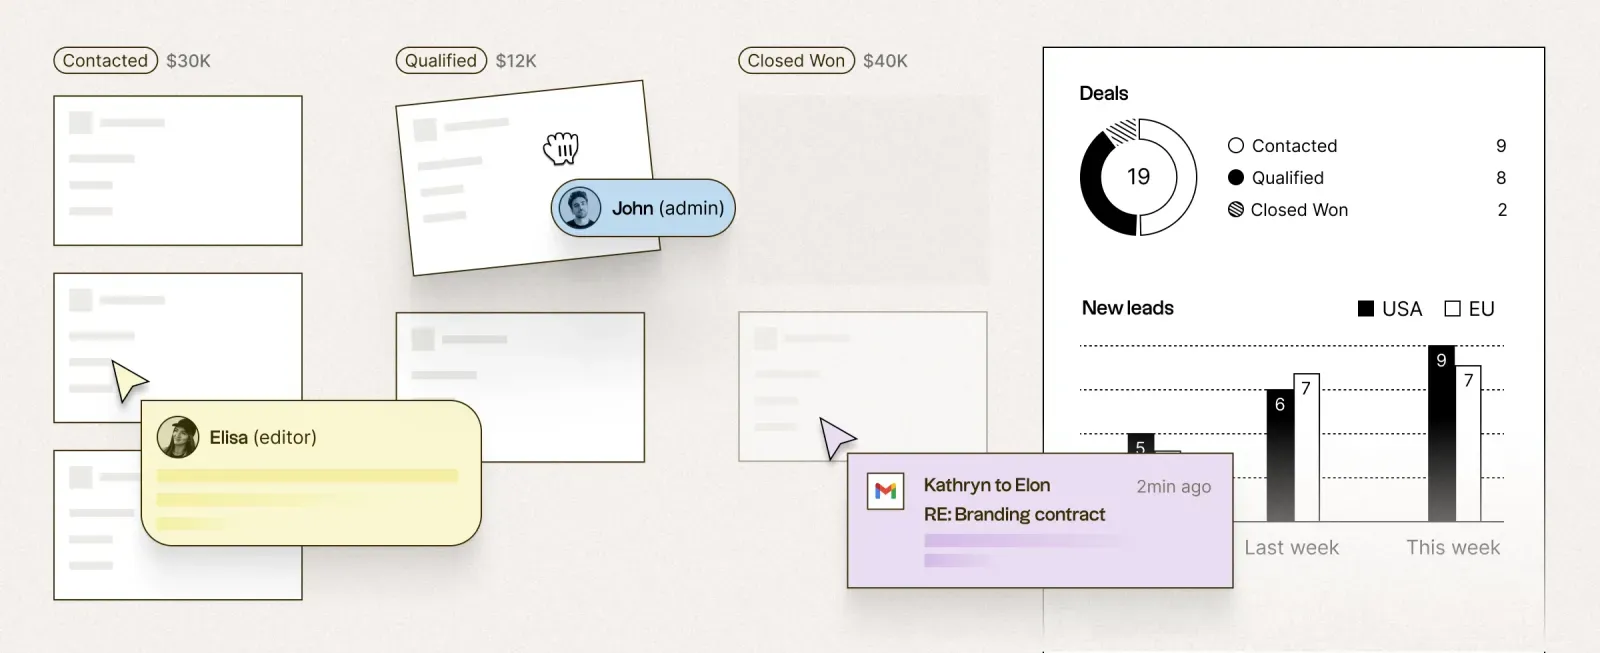 Contacted $30K
Qualified $12K
Closed Won $40K
John (admin)
Elisa (editor)
Kathryn to Elon
2min ago
RE: Branding contract
Deals
19
Contacted 9
Qualified 8
Closed Won 2
New leads
USA EU
5
6
7
9
7
Last week
This week